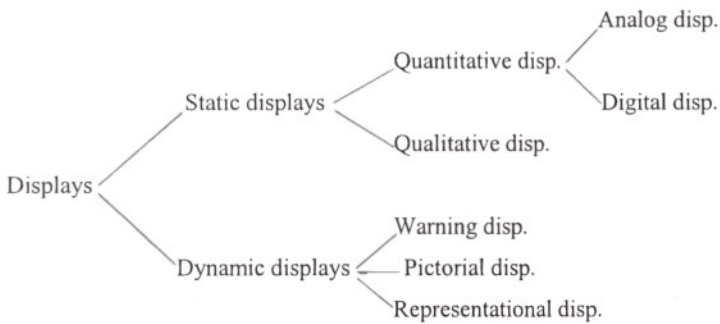 Analog disp.
Quantitative disp.
Static displays
Digital disp.
Qualitative disp.
Displays
Warning disp.
Dynamic displays
Pictorial disp.
Representational disp.